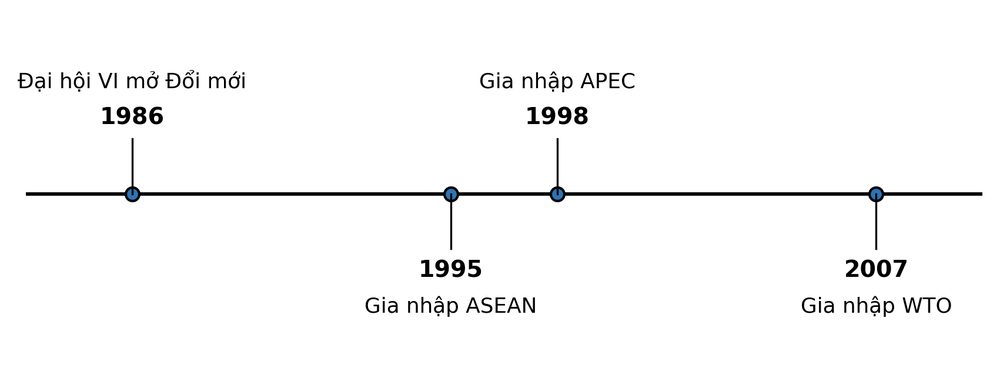 Đại hội VI mở Đổi mới
1986
Gia nhập APEC
1998
1995
Gia nhập ASEAN
2007
Gia nhập WTO